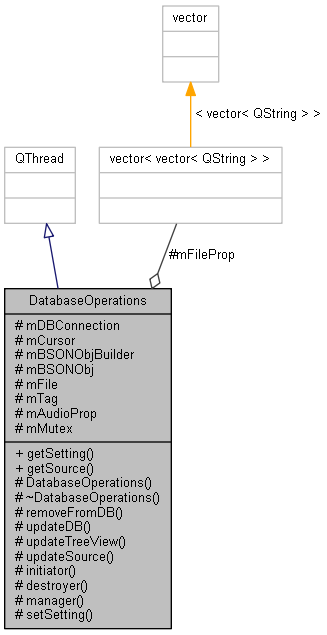 vector
< vector< QString > >
QThread
vector< vector< QString > >
#mFileProp
DatabaseOperations
# mDBConnection
# mCursor
# mBSONObjBuilder
# mBSONObj
# mFile
# mTag
# mAudioProp
# mMutex
+ getSetting()
+ getSource()
# DatabaseOperations()
# ~DatabaseOperations()
# removeFromDB()
# updateDB()
# updateTreeView()
# updateSource()
# initiator()
# destroyer()
# manager()
# setSetting()